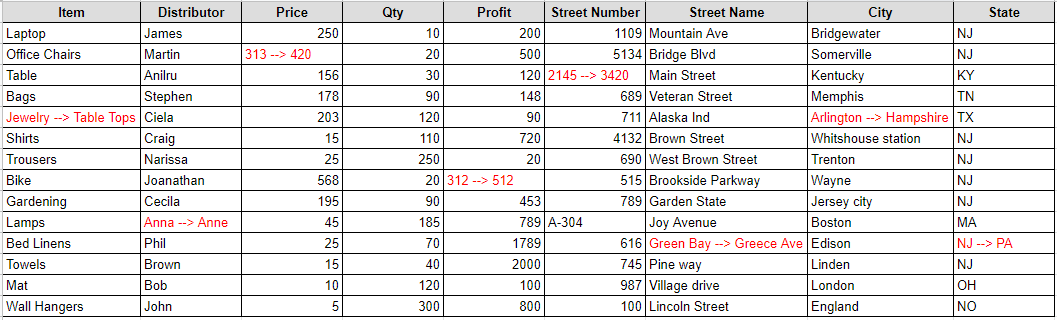 Item Distributor Price Qty Profit Street Number Street Name City State
Laptop James 250 10 200 1109 Mountain Ave Bridgewater NJ
Office Chairs Martin 313 --> 420 20 500 5134 Bridge Blvd Somerville NJ
Table Anilru 156 30 120 2145 --> 3420 Main Street Kentucky KY
Bags Stephen 178 90 148 689 Veteran Street Memphis TN
Jewelry --> Table Tops Ciela 203 120 90 711 Alaska Ind Arlington --> Hampshire TX
Shirts Craig 15 110 720 4132 Brown Street Whitshouse station NJ
Trousers Narissa 25 250 20 690 West Brown Street Trenton NJ
Bike Joanathan 568 20 312 --> 512 515 Brookside Parkway Wayne NJ
Gardening Cecila 195 90 453 789 Garden State Jersey city NJ
Lamps Anna --> Anne 45 185 789 A-304 Joy Avenue Boston MA
Bed Linens Phil 25 70 1789 616 Green Bay --> Greece Ave Edison NJ --> PA
Towels Brown 15 40 2000 745 Pine way Linden NJ
Mat Bob 10 120 100 987 Village drive London OH
Wall Hangers John 5 300 800 100 Lincoln Street England NO